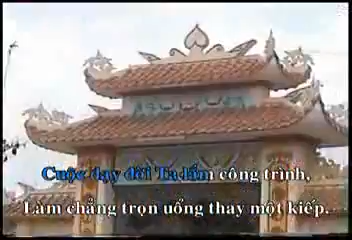 Cuộc dạy đời Ta lắm công trình,
Làm chẳng trọn uổng thay một kiếp.